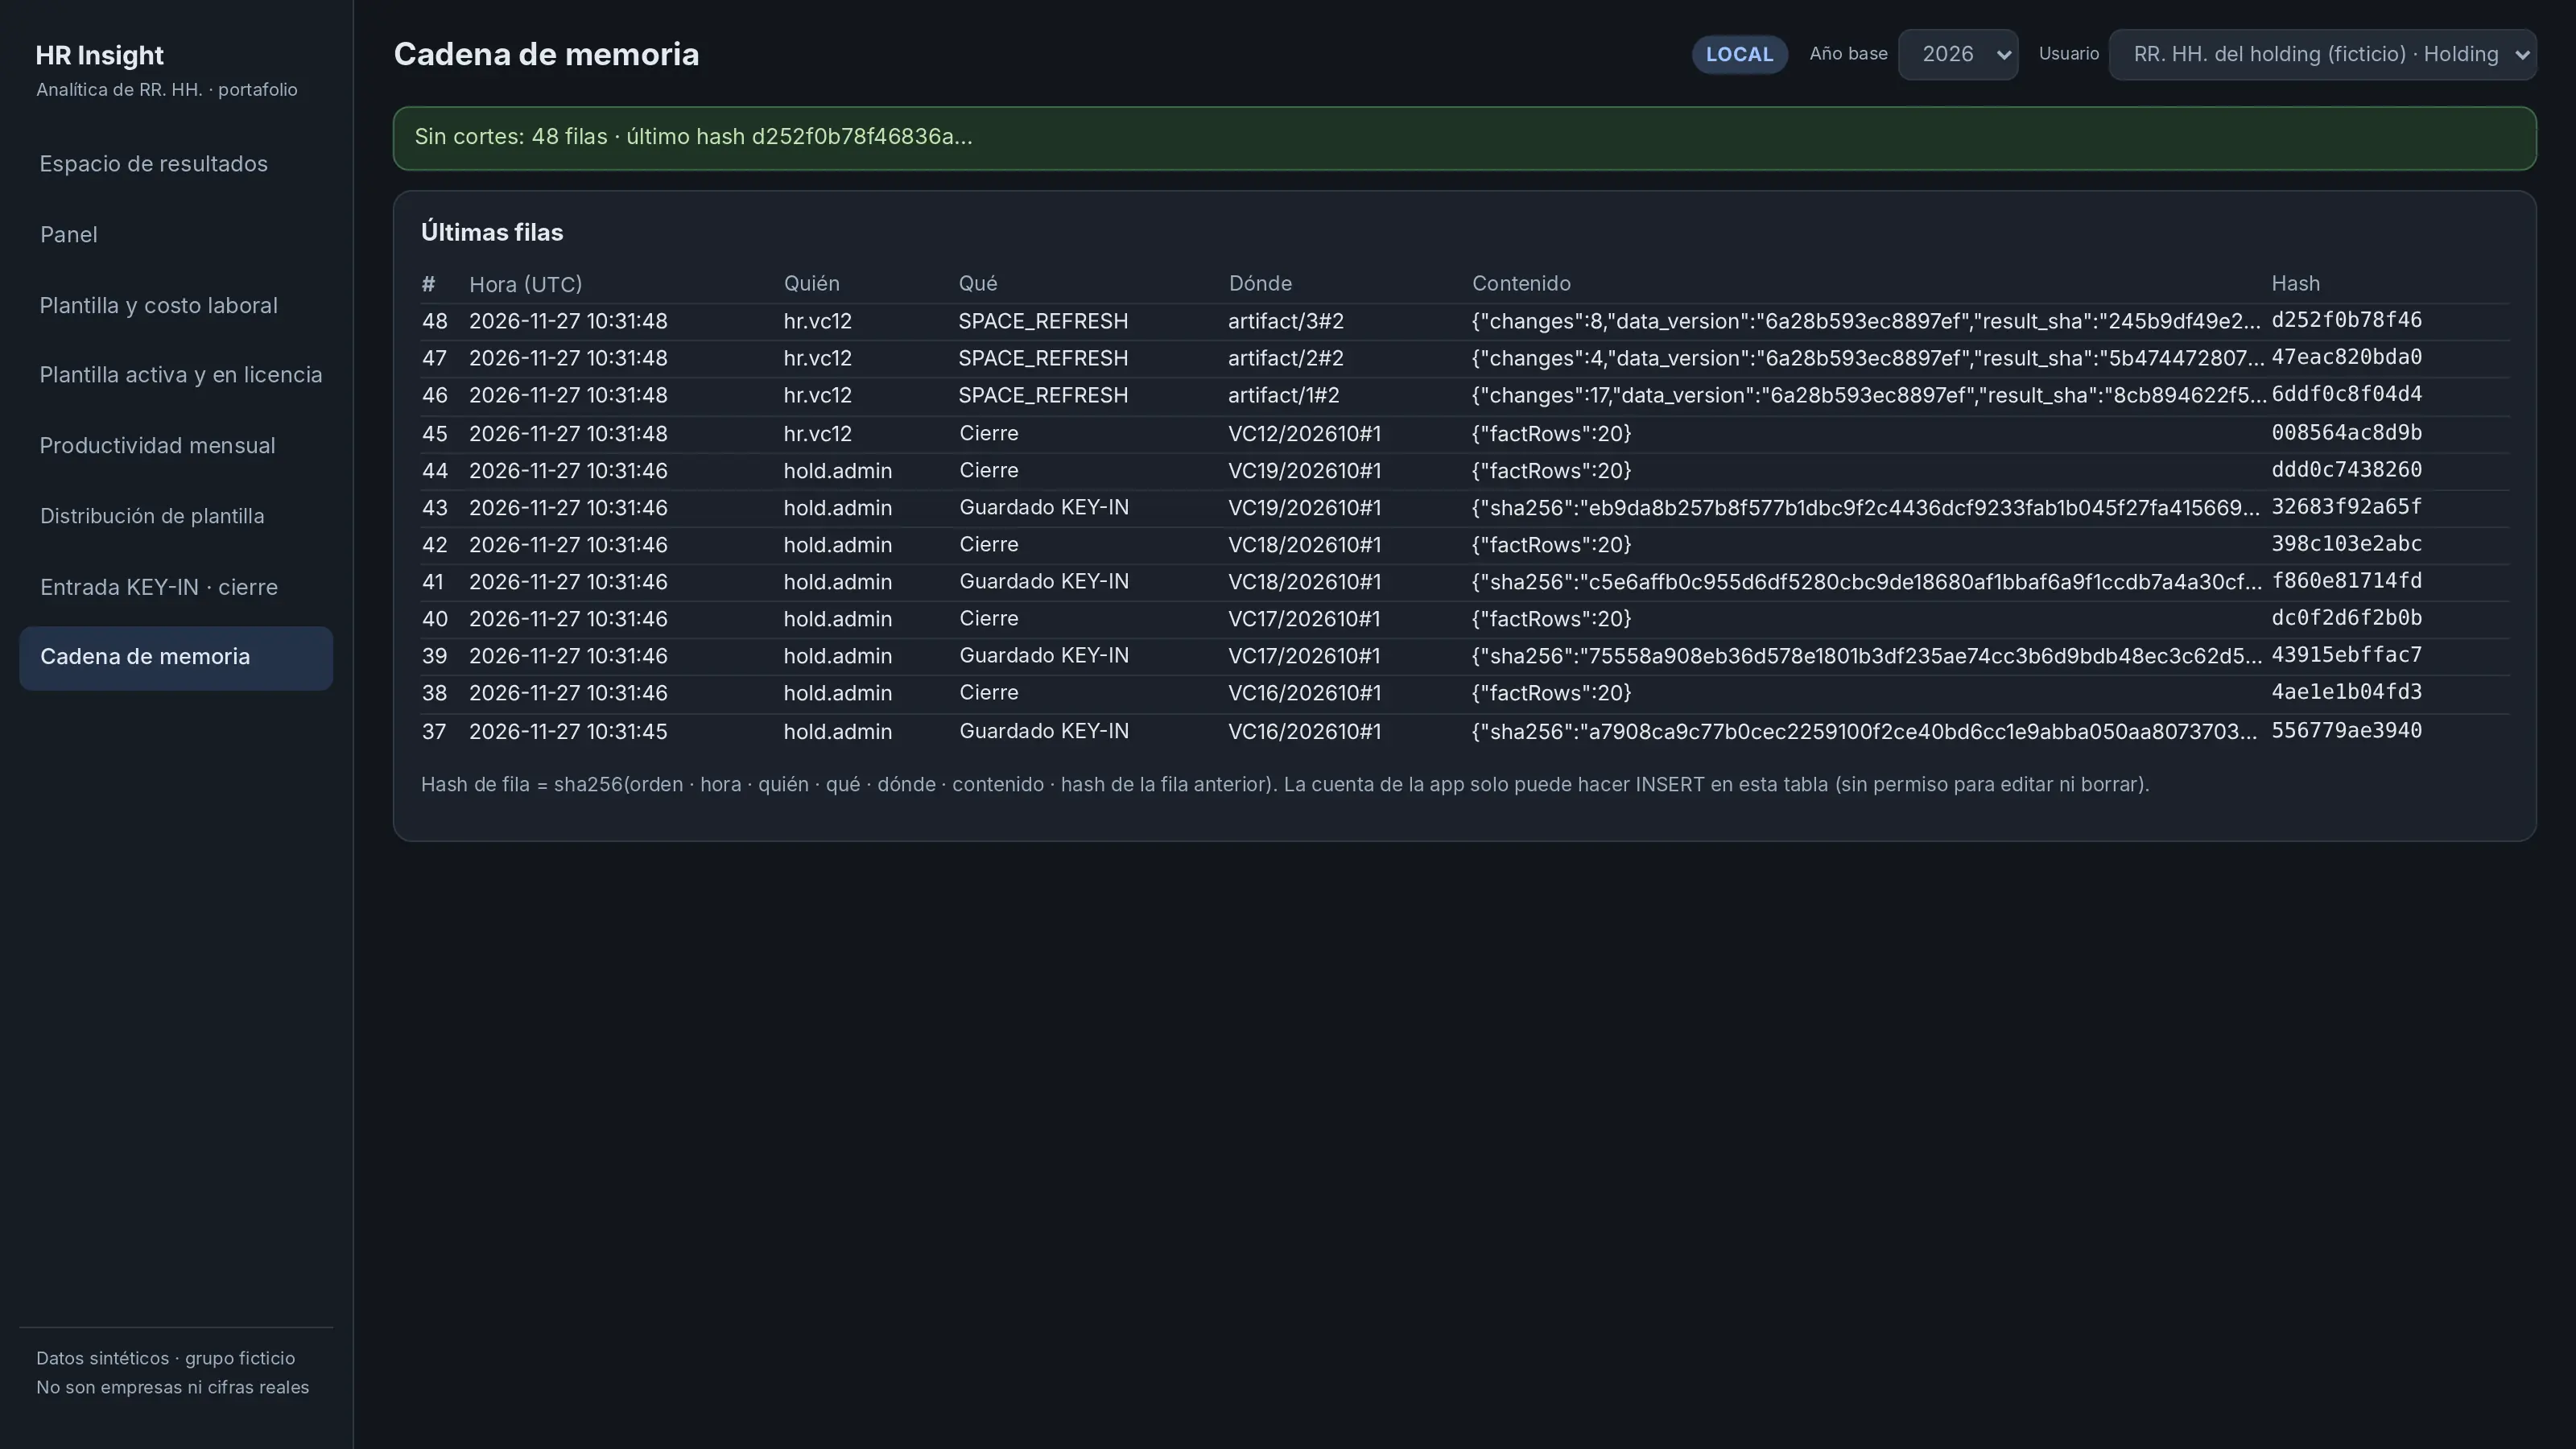 HR Insight
Analítica de RR. HH. · portafolio
Espacio de resultados
Panel
Plantilla y costo laboral
Plantilla activa y en licencia
Productividad mensual
Distribución de plantilla
Entrada KEY-IN · cierre
Cadena de memoria
Datos sintéticos · grupo ficticio
No son empresas ni cifras reales
Cadena de memoria
LOCAL Año base 2026 Usuario RR. HH. del holding (ficticio) · Holding
Sin cortes: 48 filas · último hash d252f0b78f46836a...
Últimas filas
# Hora (UTC) Quién Qué Dónde Contenido Hash
48 2026-11-27 10:31:48 hr.vc12 SPACE_REFRESH artifact/3#2 {"changes":8,"data_version":"6a28b593ec8897ef","result_sha":"245b9df49e2... d252f0b78f46
47 2026-11-27 10:31:48 hr.vc12 SPACE_REFRESH artifact/2#2 {"changes":4,"data_version":"6a28b593ec8897ef","result_sha":"5b474472807... 47eac820bda0
46 2026-11-27 10:31:48 hr.vc12 SPACE_REFRESH artifact/1#2 {"changes":17,"data_version":"6a28b593ec8897ef","result_sha":"8cb894622f5... 6ddf0c8f04d4
45 2026-11-27 10:31:48 hr.vc12 Cierre VC12/202610#1 {"factRows":20} 008564ac8d9b
44 2026-11-27 10:31:46 hold.admin Cierre VC19/202610#1 {"factRows":20} ddd0c7438260
43 2026-11-27 10:31:46 hold.admin Guardado KEY-IN VC19/202610#1 {"sha256":"eb9da8b257b8f577b1dbc9f2c4436dcf9233fab1b045f27fa415669... 32683f92a65f
42 2026-11-27 10:31:46 hold.admin Cierre VC18/202610#1 {"factRows":20} 398c103e2abc
41 2026-11-27 10:31:46 hold.admin Guardado KEY-IN VC18/202610#1 {"sha256":"c5e6affb0c955d6df5280cbc9de18680af1bbaf6a9f1ccdb7a4a30cf... f860e81714fd
40 2026-11-27 10:31:46 hold.admin Cierre VC17/202610#1 {"factRows":20} dc0f2d6f2b0b
39 2026-11-27 10:31:46 hold.admin Guardado KEY-IN VC17/202610#1 {"sha256":"75558a908eb36d578e1801b3df235ae74cc3b6d9bdb48ec3c62d5... 43915ebffac7
38 2026-11-27 10:31:46 hold.admin Cierre VC16/202610#1 {"factRows":20} 4ae1e1b04fd3
37 2026-11-27 10:31:45 hold.admin Guardado KEY-IN VC16/202610#1 {"sha256":"a7908ca9c77b0cec2259100f2ce40bd6cc1e9abba050aa8073703... 556779ae3940
Hash de fila = sha256(orden · hora · quién · qué · dónde · contenido · hash de la fila anterior). La cuenta de la app solo puede hacer INSERT en esta tabla (sin permiso para editar ni borrar).